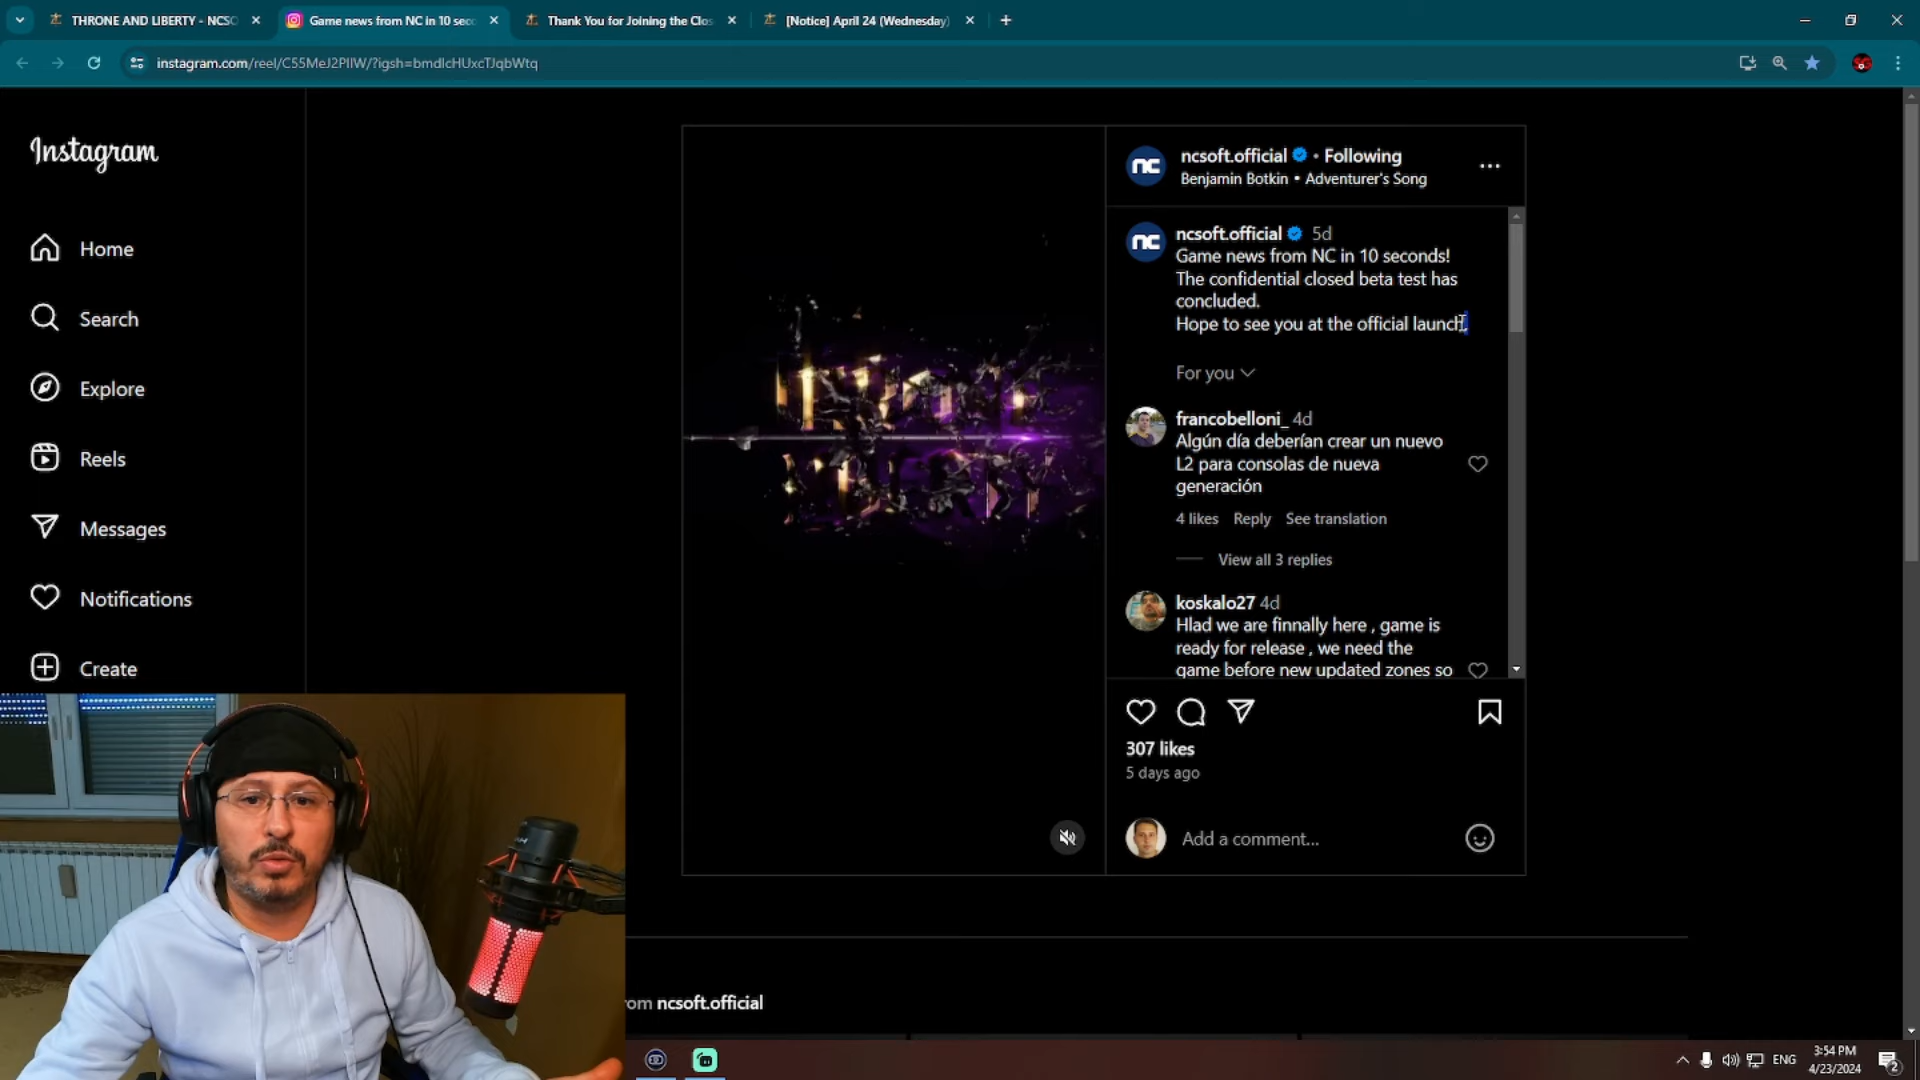 THRONE AND LIBERTY - NCSO
Game news from NC in 10 seco
Thank You for Joining the Clos
[Notice] April 24 (Wednesday)
instagram.com/reel/C55MeJ2PIlW/?igsh=bmdlcHUxcTJqbWtq
Instagram
Home
Search
Explore
Reels
Messages
Notifications
Create
nc
ncsoft.official • Following
Benjamin Botkin • Adventurer's Song
nc
ncsoft.official 5d
Game news from NC in 10 seconds!
The confidential closed beta test has
concluded.
Hope to see you at the official launch.
For you
francobelloni_ 4d
Algún día deberían crear un nuevo
L2 para consolas de nueva
generación
4 likes Reply See translation
View all 3 replies
koskalo27 4d
Hlad we are finnally here , game is
ready for release , we need the
game before new updated zones so
307 likes
5 days ago
Add a comment...
om ncsoft.official
ENG
3:54 PM
4/23/2024
2